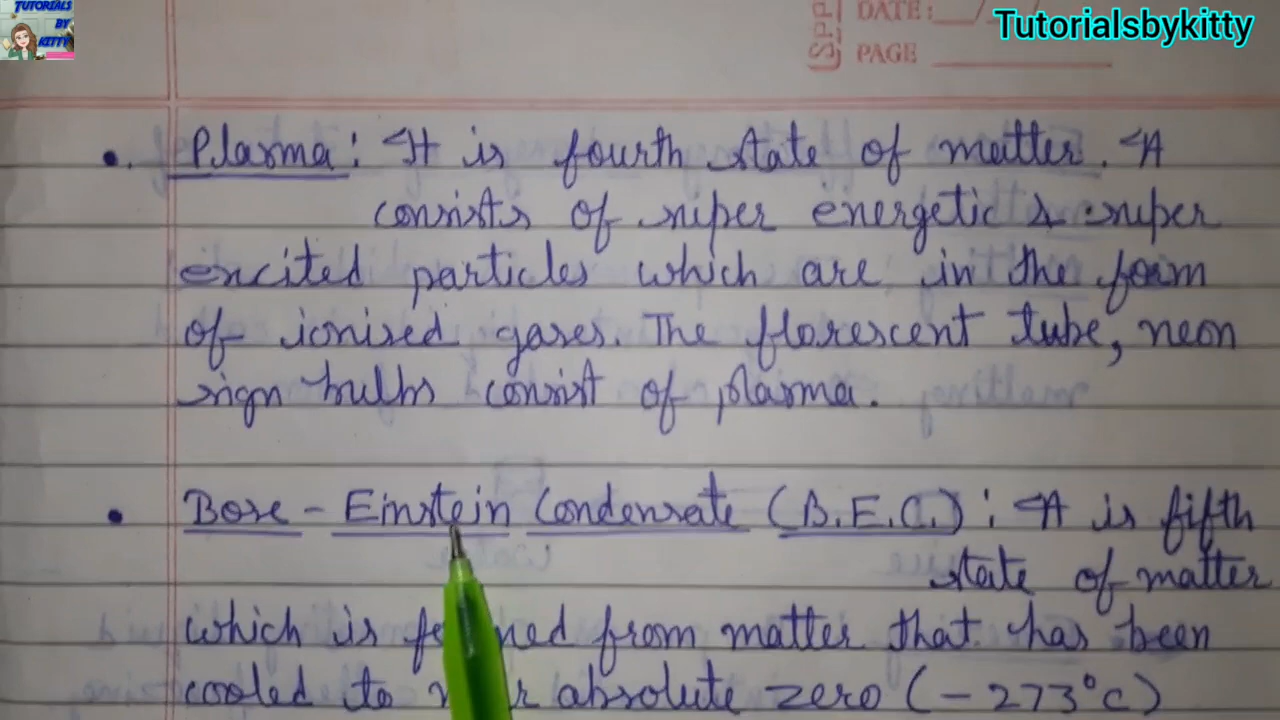 TUTORIALS
BY
KITTY
DATE:
PAGE
Tutorialsbykitty
• Plasma : It is fourth state of matter. It
consists of super energetic & super
excited particles which are in the form
of ionised gases. The florescent tube, neon
sign bulbs consist of plasma.
• Bose - Einstein Condensate (B.E.C.) : It is fifth
state of matter
which is formed from matter that has been
cooled to near absolute zero (-273°C)